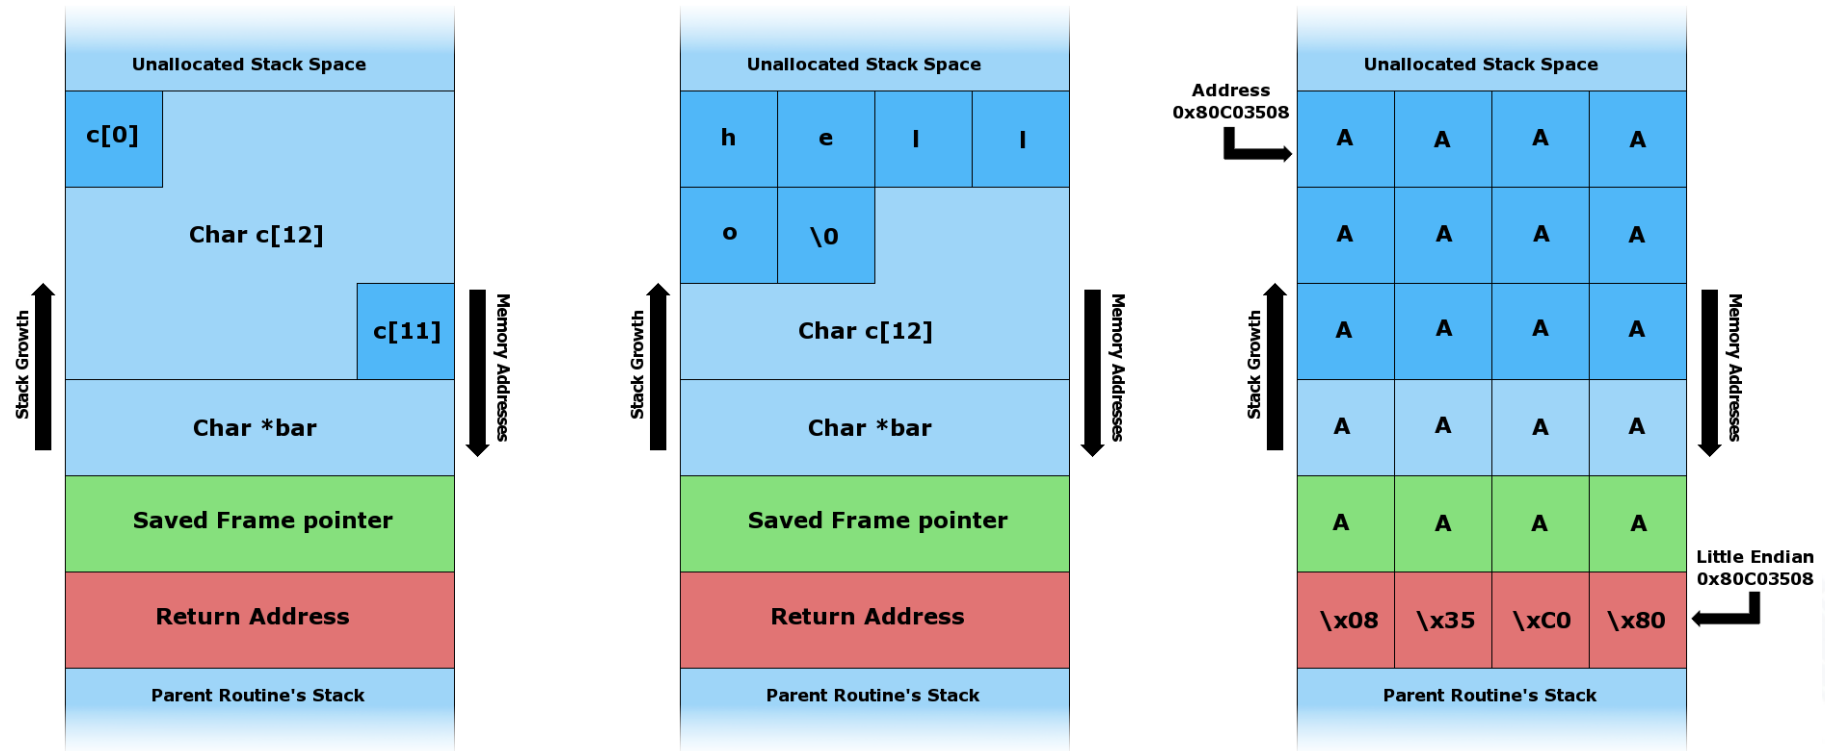 Unallocated Stack Space
c[0]
Char c[12]
c[11]
Char *bar
Saved Frame pointer
Return Address
Parent Routine's Stack
Stack Growth
Memory Addresses
Unallocated Stack Space
h e l l
o \0
Char c[12]
Char *bar
Saved Frame pointer
Return Address
Parent Routine's Stack
Stack Growth
Memory Addresses
Address
0x80C03508
Unallocated Stack Space
A A A A
A A A A
A A A A
A A A A
A A A A
\x08 \x35 \xC0 \x80
Parent Routine's Stack
Stack Growth
Memory Addresses
Little Endian
0x80C03508